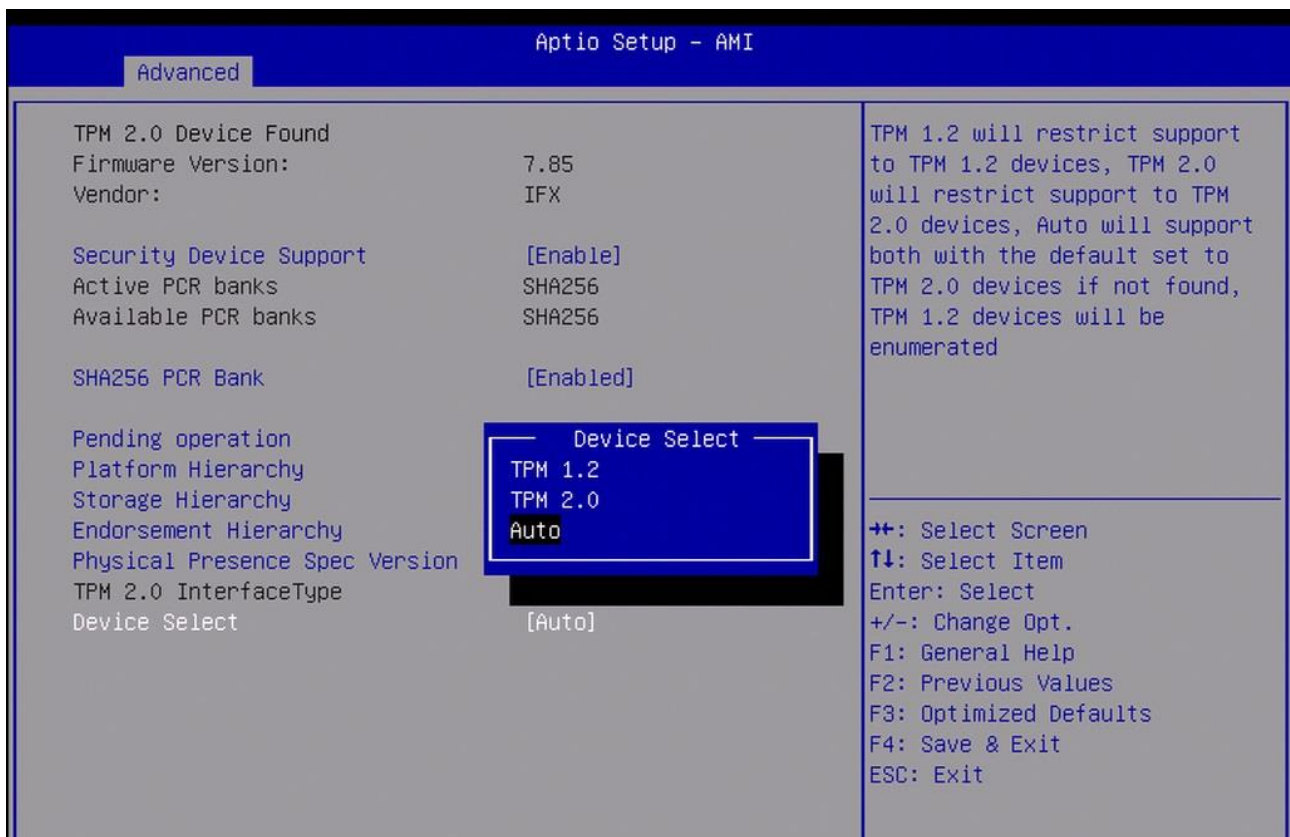 Aptio Setup - AMI
Advanced
TPM 2.0 Device Found
Firmware Version: 7.85
Vendor: IFX
Security Device Support [Enable]
Active PCR banks SHA256
Available PCR banks SHA256
SHA256 PCR Bank [Enabled]
Pending operation
Platform Hierarchy
Storage Hierarchy
Endorsement Hierarchy
Physical Presence Spec Version
TPM 2.0 InterfaceType
Device Select [Auto]
Device Select
TPM 1.2
TPM 2.0
Auto
TPM 1.2 will restrict support
to TPM 1.2 devices, TPM 2.0
will restrict support to TPM
2.0 devices, Auto will support
both with the default set to
TPM 2.0 devices if not found,
TPM 1.2 devices will be
enumerated
→←: Select Screen
↑↓: Select Item
Enter: Select
+/-: Change Opt.
F1: General Help
F2: Previous Values
F3: Optimized Defaults
F4: Save & Exit
ESC: Exit